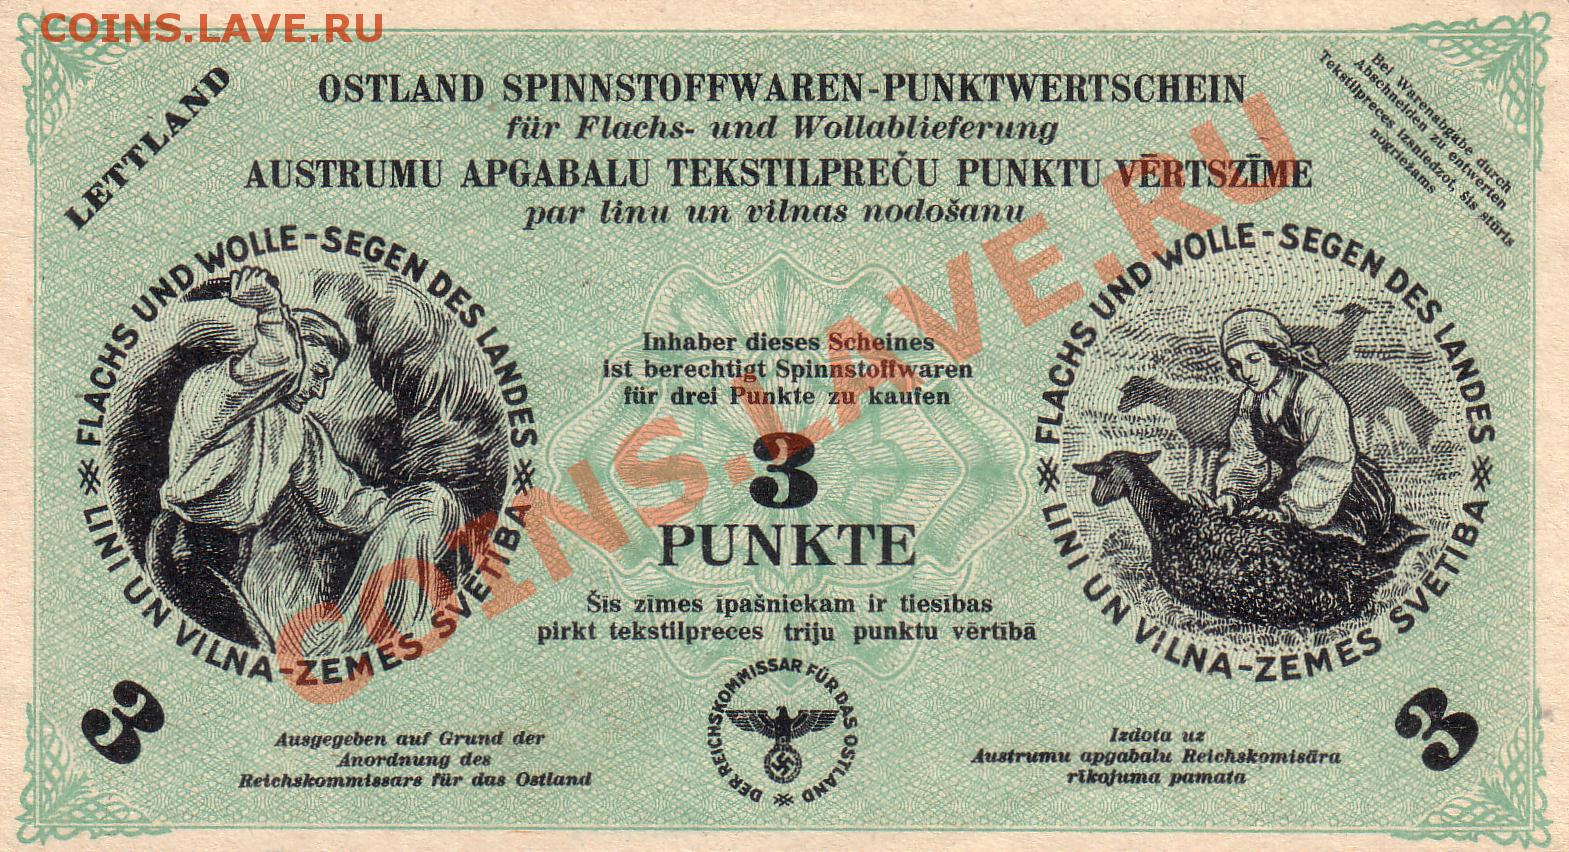 COINS.LAVE.RU
LETTLAND
OSTLAND SPINNSTOFFWAREN-PUNKTWERTSCHEIN
für Flachs- und Wollablieferung
AUSTRUMU APGABALU TEKSTILPREČU PUNKTU VĒRTSZĪME
par linu un vilnas nodošanu
Bei Warenabgabe durch
Abschneiden zu entwerten
Tekstilpreces izsniedzot, šis stūris
nogriežams
FLACHS UND WOLLE-SEGEN DES LANDES
LINI UN VILNA-ZEMES SVĒTĪBA
FLACHS UND WOLLE-SEGEN DES LANDES
LINI UN VILNA-ZEMES SVĒTĪBA
Inhaber dieses Scheines
ist berechtigt Spinnstoffwaren
für drei Punkte zu kaufen
3
PUNKTE
Šīs zīmes īpašniekam ir tiesības
pirkt tekstilpreces triju punktu vērtībā
COINS.LAVE.RU
3
Ausgegeben auf Grund der
Anordnung des
Reichskommissars für das Ostland
DER REICHSKOMMISSAR FÜR DAS OSTLAND
Izdota uz
Austrumu apgabalu Reichskomisāra
rīkojuma pamata
3